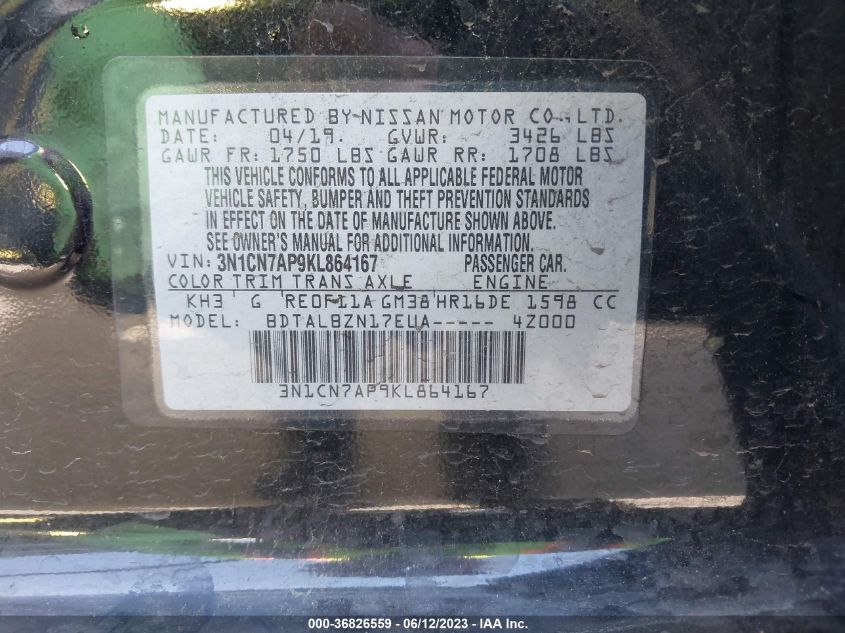 MANUFACTURED BY NISSAN MOTOR CO., LTD.
DATE: 04/19. GVWR: 3426 LBS
GAWR FR: 1750 LBS GAWR RR: 1708 LBS
THIS VEHICLE CONFORMS TO ALL APPLICABLE FEDERAL MOTOR
VEHICLE SAFETY, BUMPER AND THEFT PREVENTION STANDARDS
IN EFFECT ON THE DATE OF MANUFACTURE SHOWN ABOVE.
SEE OWNER'S MANUAL FOR ADDITIONAL INFORMATION.
VIN: 3N1CN7AP9KL864167 PASSENGER CAR.
COLOR TRIM TRANS AXLE ENGINE
KH3 G RE0F11A GM38 HR16DE 1598 CC
MODEL: BDTALBZN17EUA----- 4Z000
3N1CN7AP9KL864167
000-36826559 - 06/12/2023 - IAA Inc.